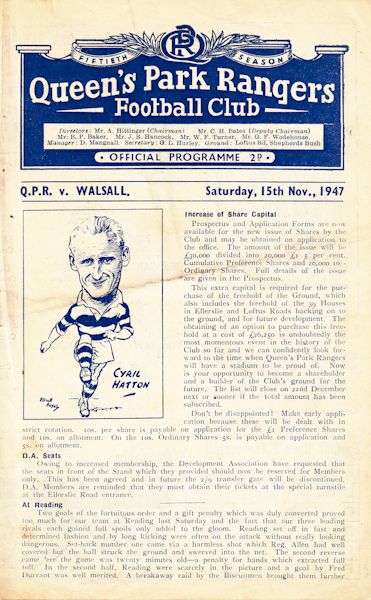 FIFTIETH SEASON
Queen's Park Rangers
Football Club
Directors: Mr. A. Hittinger (Chairman) Mr. C. H. Bates (Deputy Chairman)
Mr. B. P. Baker, Mr. J. R. Hancock, Mr. W. F. Turner, Mr. G. F. Wodehouse.
Manager: D. Mangnall. Secretary: G. L. Hurley. Ground: Loftus Rd., Shepherds Bush
• OFFICIAL PROGRAMME 2D •
Q.P.R. v. WALSALL. Saturday, 15th Nov., 1947
CYRIL
HATTON
Increase of Share Capital
Prospectus and Application Forms are now
available for the new issue of Shares by the
Club and may be obtained on application
to the office. The amount of the issue will be
£30,000 divided into 20,000 £1 5 per cent.
Cumulative Preference Shares and 20,000 10/-
Ordinary Shares. Full details of the issue
are given in the Prospectus.
This extra capital is required for the pur-
chase of the freehold of the Ground, which
also includes the freehold of the 39 Houses
in Ellerslie and Loftus Roads backing on to
the ground, and for future development. The
obtaining of an option to purchase this free-
hold at a cost of £26,250 is undoubtedly the
most momentous event in the history of the
Club so far and we can confidently look for-
ward to the time when Queen's Park Rangers
will have a stadium to be proud of. Now
is your opportunity to become a shareholder
and a builder of the Club's ground for the
future. The list will close on 22nd December
next or sooner if the total amount has been
subscribed.
Don't be disappointed! Make early appli-
cation because these will be dealt with in
strict rotation. 10s. per share is payable on application for the £1 Preference Shares
and 10s. on allotment. On the 10s. Ordinary Shares 5s. is payable on application and
5s. on allotment.
D.A. Seats
Owing to increased membership, the Development Association have requested that
the seats in front of the Stand which they provided should now be reserved for Members
only. This has been agreed and in future the 2/9 transfer gate will be discontinued.
D.A. Members are reminded that they must obtain their tickets at the special turnstile
at the Ellerslie Road entrance.
At Reading
Two goals of the fortuitous order and a gift penalty which was duly converted proved
too much for our team at Reading last Saturday and the fact that our three leading
rivals each gained full spoils only added to the gloom. Reading set off in fast and
determined fashion and by long kicking were often on the attack without really looking
dangerous. Set-back number one came via a harmless shot which Reg. Allen had well
covered but the ball struck the ground and swerved into the net. The second reverse
came 'ere the game was twenty minutes old—a penalty for hands which extracted full
toll. In the second half, Reading were scarcely in the picture and a goal by Fred
Durrant was well merited. A breakaway raid by the Biscuitmen brought them further